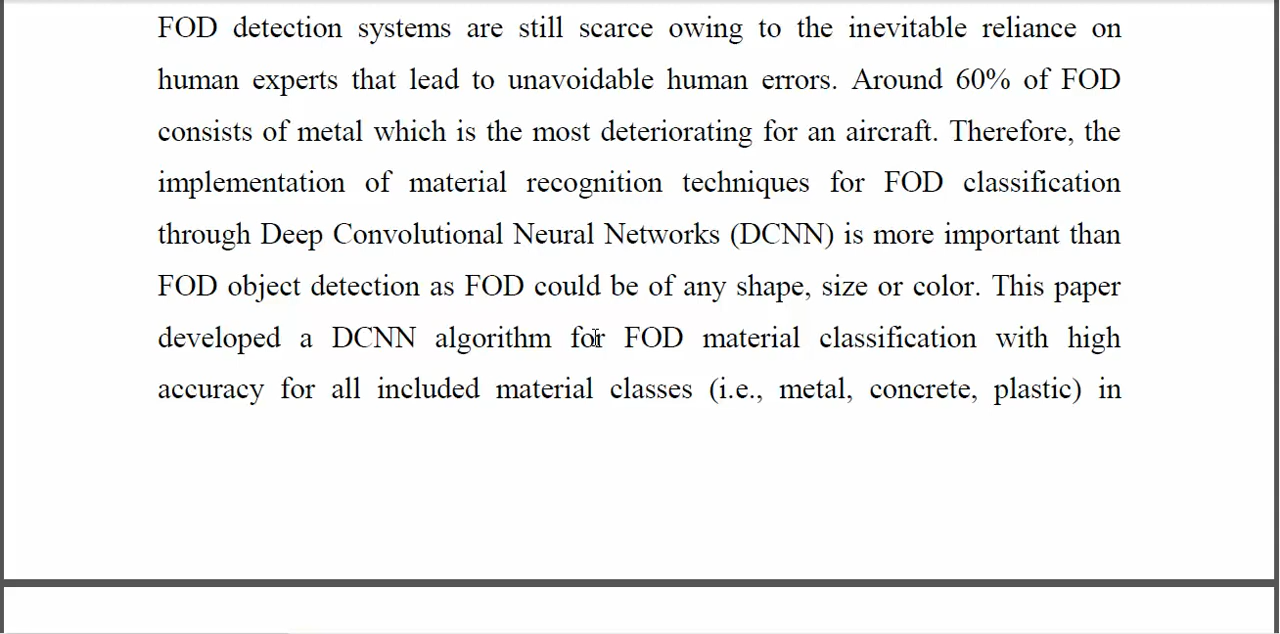 FOD detection systems are still scarce owing to the inevitable reliance on
human experts that lead to unavoidable human errors. Around 60% of FOD
consists of metal which is the most deteriorating for an aircraft. Therefore, the
implementation of material recognition techniques for FOD classification
through Deep Convolutional Neural Networks (DCNN) is more important than
FOD object detection as FOD could be of any shape, size or color. This paper
developed a DCNN algorithm for FOD material classification with high
accuracy for all included material classes (i.e., metal, concrete, plastic) in